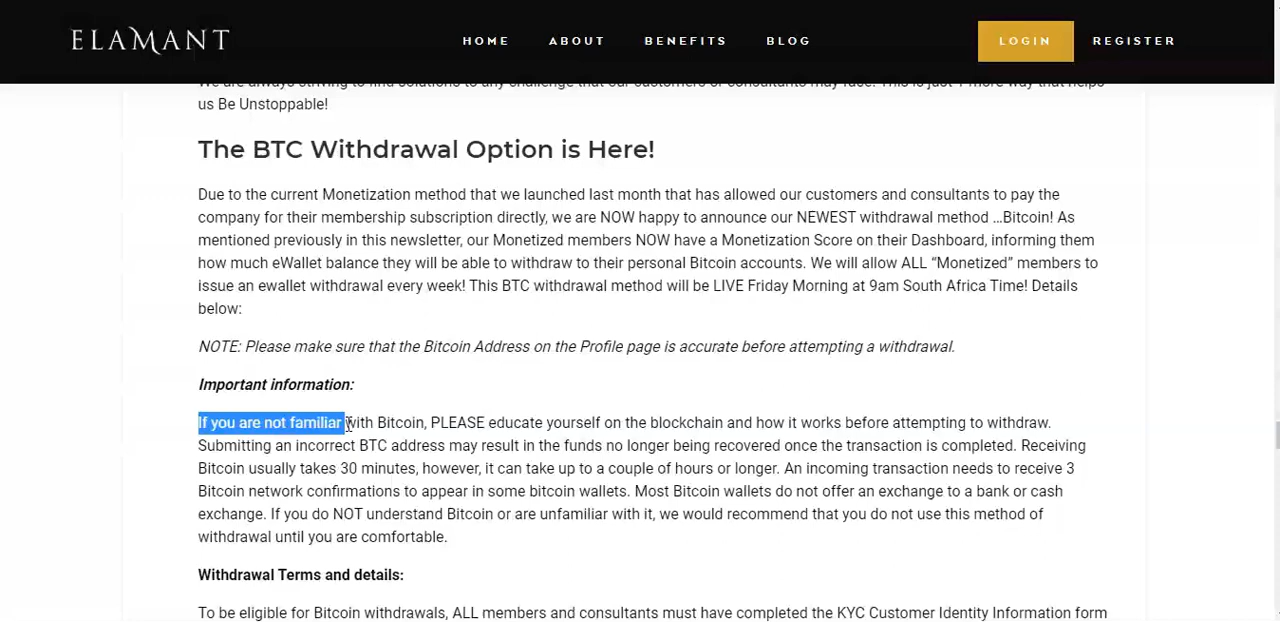 ELAMANT
HOME ABOUT BENEFITS BLOG LOGIN REGISTER
We are always striving to find solutions to any challenge that our customers or consultants may face. This is just 1 more way that helps
us Be Unstoppable!
The BTC Withdrawal Option is Here!
Due to the current Monetization method that we launched last month that has allowed our customers and consultants to pay the
company for their membership subscription directly, we are NOW happy to announce our NEWEST withdrawal method …Bitcoin! As
mentioned previously in this newsletter, our Monetized members NOW have a Monetization Score on their Dashboard, informing them
how much eWallet balance they will be able to withdraw to their personal Bitcoin accounts. We will allow ALL “Monetized” members to
issue an ewallet withdrawal every week! This BTC withdrawal method will be LIVE Friday Morning at 9am South Africa Time! Details
below:
NOTE: Please make sure that the Bitcoin Address on the Profile page is accurate before attempting a withdrawal.
Important information:
If you are not familiar with Bitcoin, PLEASE educate yourself on the blockchain and how it works before attempting to withdraw.
Submitting an incorrect BTC address may result in the funds no longer being recovered once the transaction is completed. Receiving
Bitcoin usually takes 30 minutes, however, it can take up to a couple of hours or longer. An incoming transaction needs to receive 3
Bitcoin network confirmations to appear in some bitcoin wallets. Most Bitcoin wallets do not offer an exchange to a bank or cash
exchange. If you do NOT understand Bitcoin or are unfamiliar with it, we would recommend that you do not use this method of
withdrawal until you are comfortable.
Withdrawal Terms and details:
To be eligible for Bitcoin withdrawals, ALL members and consultants must have completed the KYC Customer Identity Information form